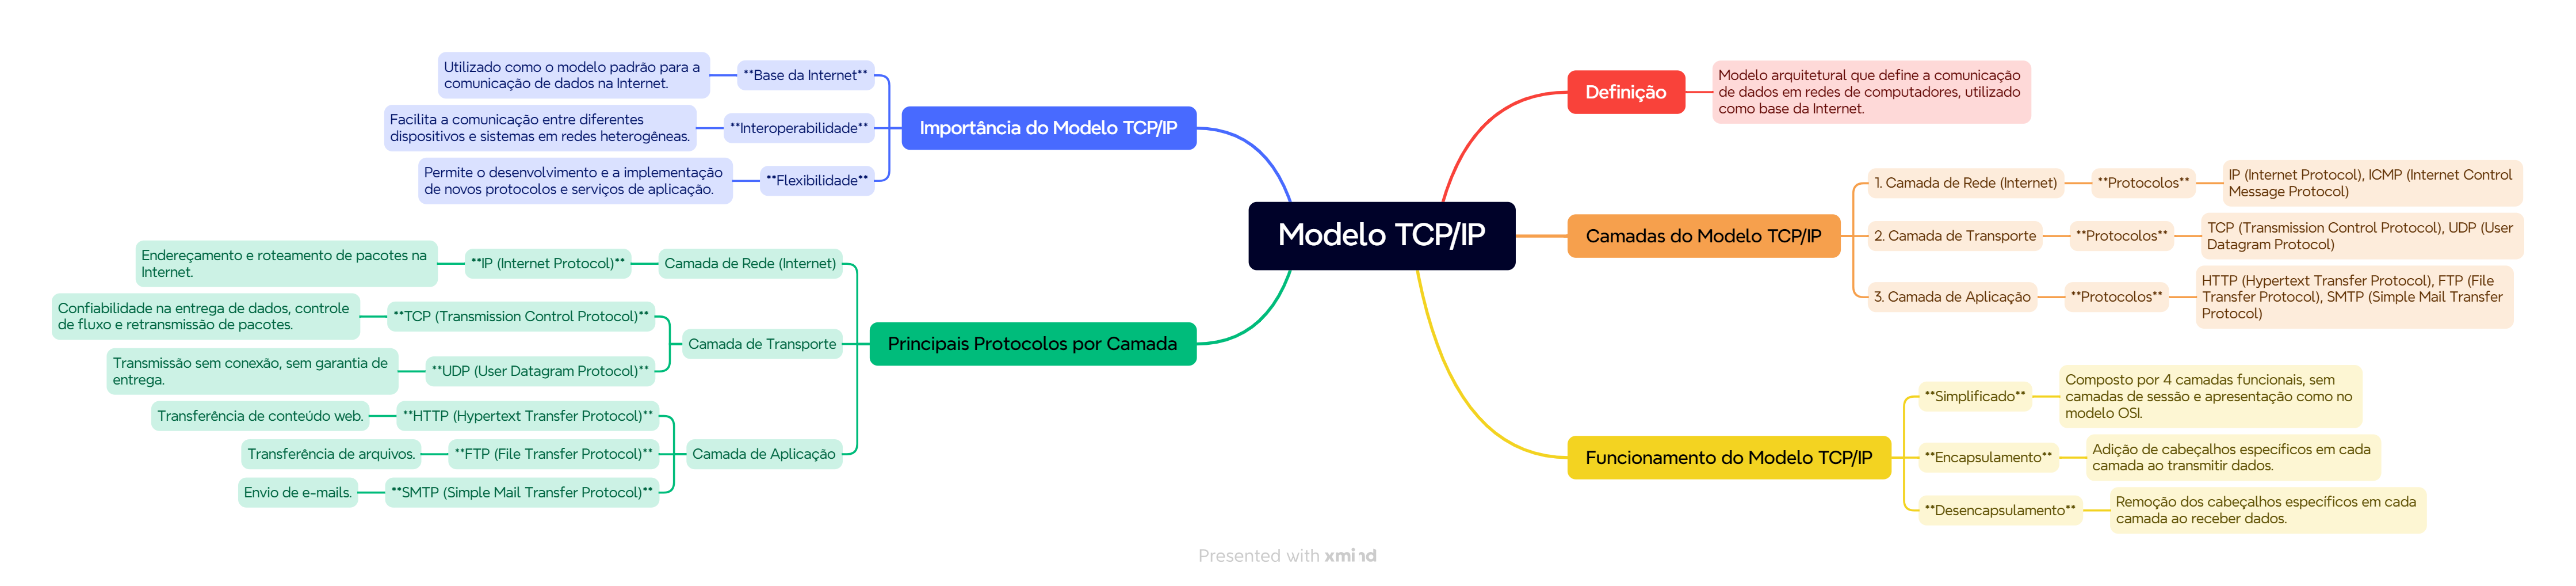 Modelo TCP/IP
Definição
Modelo arquitetural que define a comunicação
de dados em redes de computadores, utilizado
como base da Internet.
Camadas do Modelo TCP/IP
1. Camada de Rede (Internet)
**Protocolos**
IP (Internet Protocol), ICMP (Internet Control
Message Protocol)
2. Camada de Transporte
**Protocolos**
TCP (Transmission Control Protocol), UDP (User
Datagram Protocol)
3. Camada de Aplicação
**Protocolos**
HTTP (Hypertext Transfer Protocol), FTP (File
Transfer Protocol), SMTP (Simple Mail Transfer
Protocol)
Funcionamento do Modelo TCP/IP
**Simplificado**
Composto por 4 camadas funcionais, sem
camadas de sessão e apresentação como no
modelo OSI.
**Encapsulamento**
Adição de cabeçalhos específicos em cada
camada ao transmitir dados.
**Desencapsulamento**
Remoção dos cabeçalhos específicos em cada
camada ao receber dados.
Importância do Modelo TCP/IP
**Base da Internet**
Utilizado como o modelo padrão para a
comunicação de dados na Internet.
**Interoperabilidade**
Facilita a comunicação entre diferentes
dispositivos e sistemas em redes heterogêneas.
**Flexibilidade**
Permite o desenvolvimento e a implementação
de novos protocolos e serviços de aplicação.
Principais Protocolos por Camada
Camada de Rede (Internet)
**IP (Internet Protocol)**
Endereçamento e roteamento de pacotes na
Internet.
Camada de Transporte
**TCP (Transmission Control Protocol)**
Confiabilidade na entrega de dados, controle
de fluxo e retransmissão de pacotes.
**UDP (User Datagram Protocol)**
Transmissão sem conexão, sem garantia de
entrega.
Camada de Aplicação
**HTTP (Hypertext Transfer Protocol)**
Transferência de conteúdo web.
**FTP (File Transfer Protocol)**
Transferência de arquivos.
**SMTP (Simple Mail Transfer Protocol)**
Envio de e-mails.
Presented with xmind